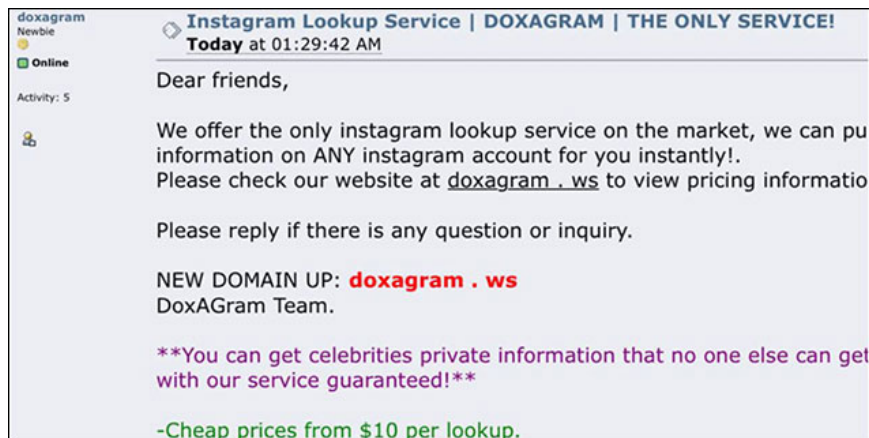 doxagram
Newbie
Online
Activity: 5
Instagram Lookup Service | DOXAGRAM | THE ONLY SERVICE!
Today at 01:29:42 AM
Dear friends,
We offer the only instagram lookup service on the market, we can pu
information on ANY instagram account for you instantly!.
Please check our website at doxagram . ws to view pricing informatio
Please reply if there is any question or inquiry.
NEW DOMAIN UP: doxagram . ws
DoxAGram Team.
**You can get celebrities private information that no one else can get
with our service guaranteed!**
-Cheap prices from $10 per lookup.